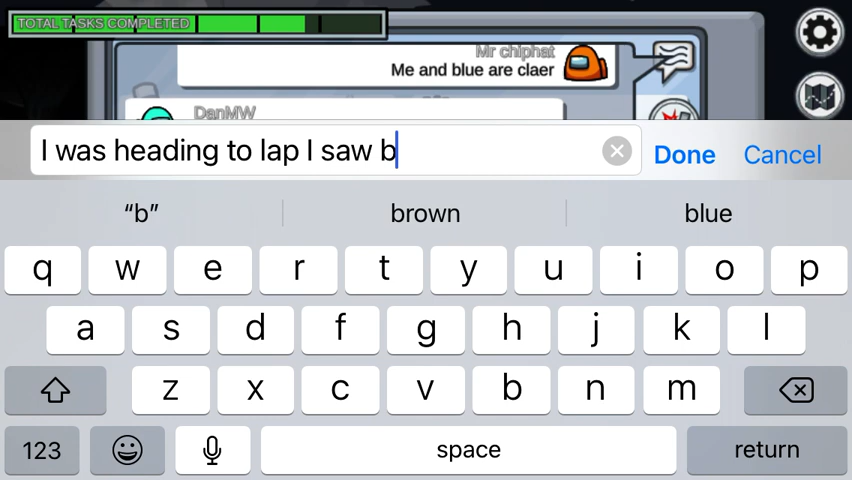 TOTAL TASKS COMPLETED
Mr chiphat
Me and blue are claer
DanMW
I was heading to lap I saw b
Done
Cancel
“b”
brown
blue
q w e r t y u i o p
a s d f g h j k l
z x c v b n m
123
space
return